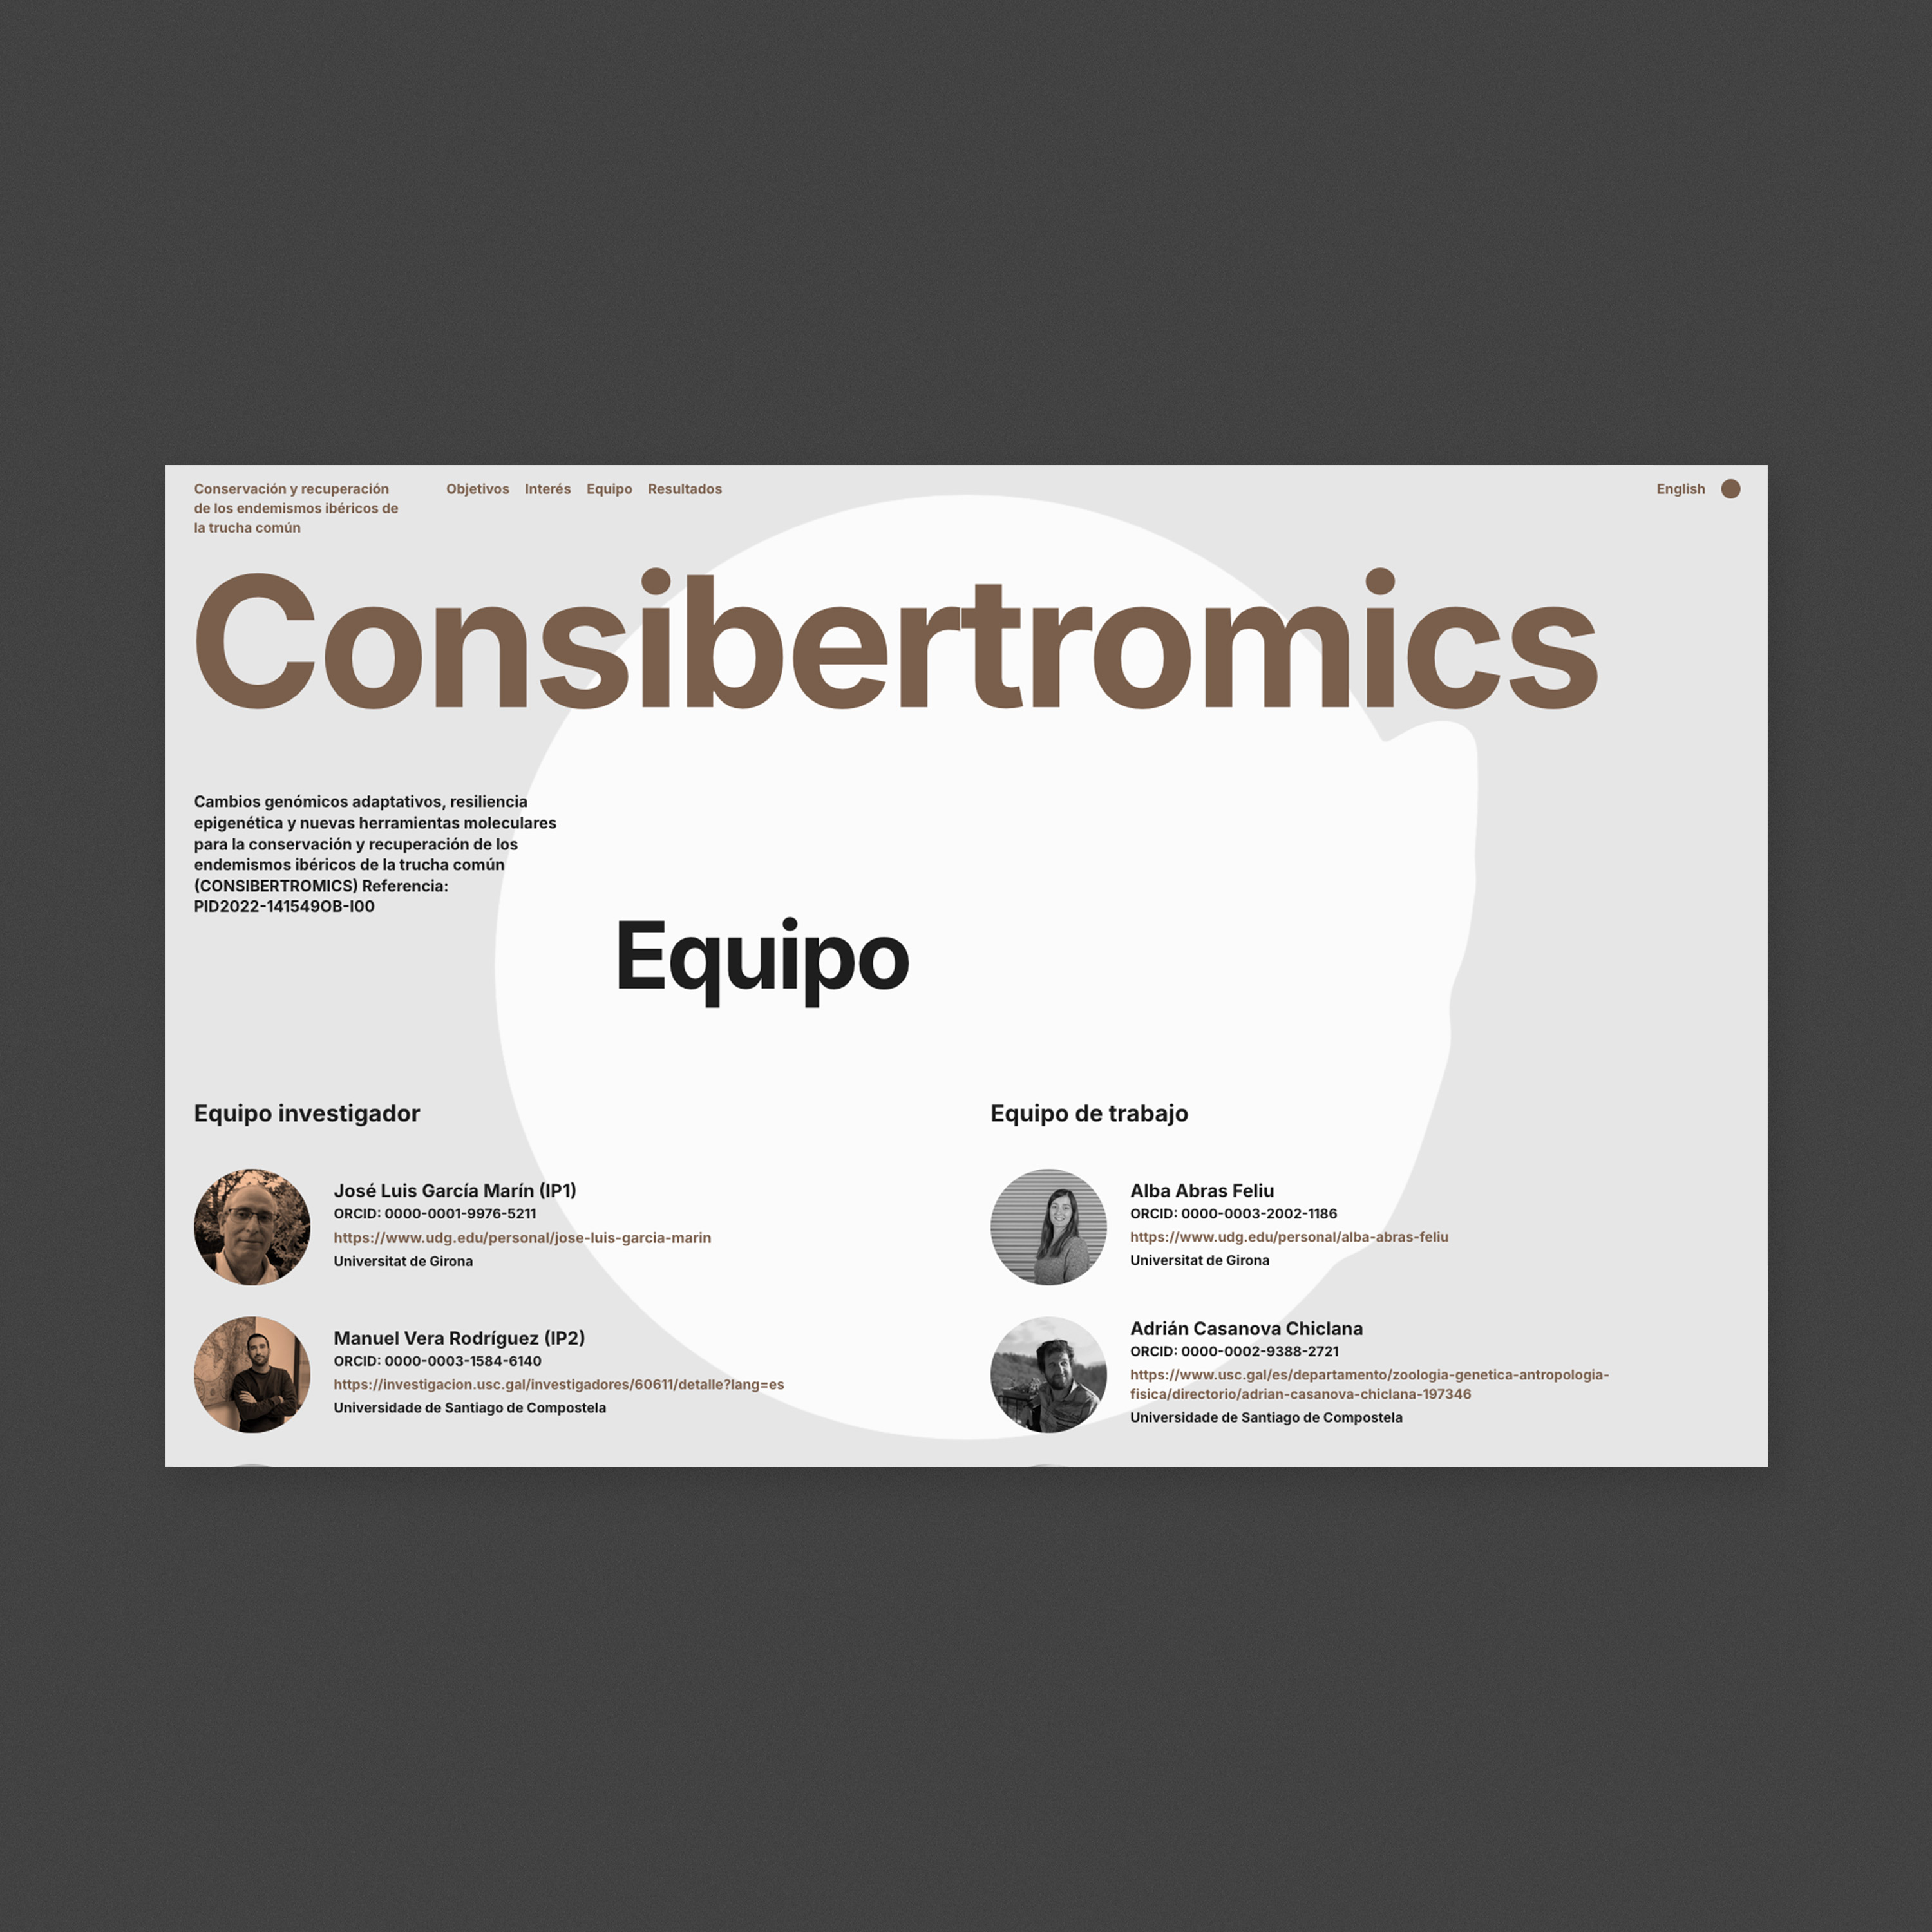 Conservación y recuperación
de los endemismos ibéricos de
la trucha común
Objetivos Interés Equipo Resultados
English
Consibertromics
Cambios genómicos adaptativos, resiliencia
epigenética y nuevas herramientas moleculares
para la conservación y recuperación de los
endemismos ibéricos de la trucha común
(CONSIBERTROMICS) Referencia:
PID2022-141549OB-I00
Equipo
Equipo investigador
José Luis García Marín (IP1)
ORCID: 0000-0001-9976-5211
https://www.udg.edu/personal/jose-luis-garcia-marin
Universitat de Girona
Manuel Vera Rodríguez (IP2)
ORCID: 0000-0003-1584-6140
https://investigacion.usc.gal/investigadores/60611/detalle?lang=es
Universidade de Santiago de Compostela
Equipo de trabajo
Alba Abras Feliu
ORCID: 0000-0003-2002-1186
https://www.udg.edu/personal/alba-abras-feliu
Universitat de Girona
Adrián Casanova Chiclana
ORCID: 0000-0002-9388-2721
https://www.usc.gal/es/departamento/zoologia-genetica-antropologia-
fisica/directorio/adrian-casanova-chiclana-197346
Universidade de Santiago de Compostela